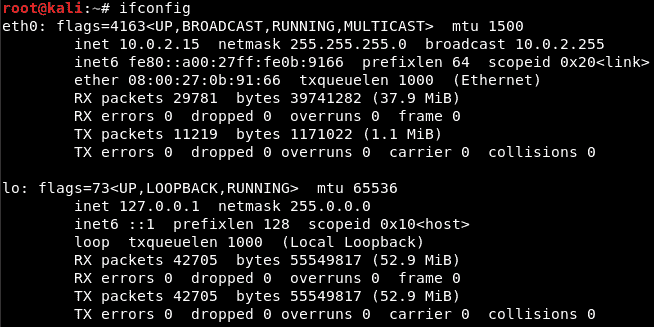 root@kali:~# ifconfig
eth0: flags=4163<UP,BROADCAST,RUNNING,MULTICAST>  mtu 1500
        inet 10.0.2.15  netmask 255.255.255.0  broadcast 10.0.2.255
        inet6 fe80::a00:27ff:fe0b:9166  prefixlen 64  scopeid 0x20<link>
        ether 08:00:27:0b:91:66  txqueuelen 1000  (Ethernet)
        RX packets 29781  bytes 39741282 (37.9 MiB)
        RX errors 0  dropped 0  overruns 0  frame 0
        TX packets 11219  bytes 1171022 (1.1 MiB)
        TX errors 0  dropped 0 overruns 0  carrier 0  collisions 0

lo: flags=73<UP,LOOPBACK,RUNNING>  mtu 65536
        inet 127.0.0.1  netmask 255.0.0.0
        inet6 ::1  prefixlen 128  scopeid 0x10<host>
        loop  txqueuelen 1000  (Local Loopback)
        RX packets 42705  bytes 55549817 (52.9 MiB)
        RX errors 0  dropped 0  overruns 0  frame 0
        TX packets 42705  bytes 55549817 (52.9 MiB)
        TX errors 0  dropped 0 overruns 0  carrier 0  collisions 0